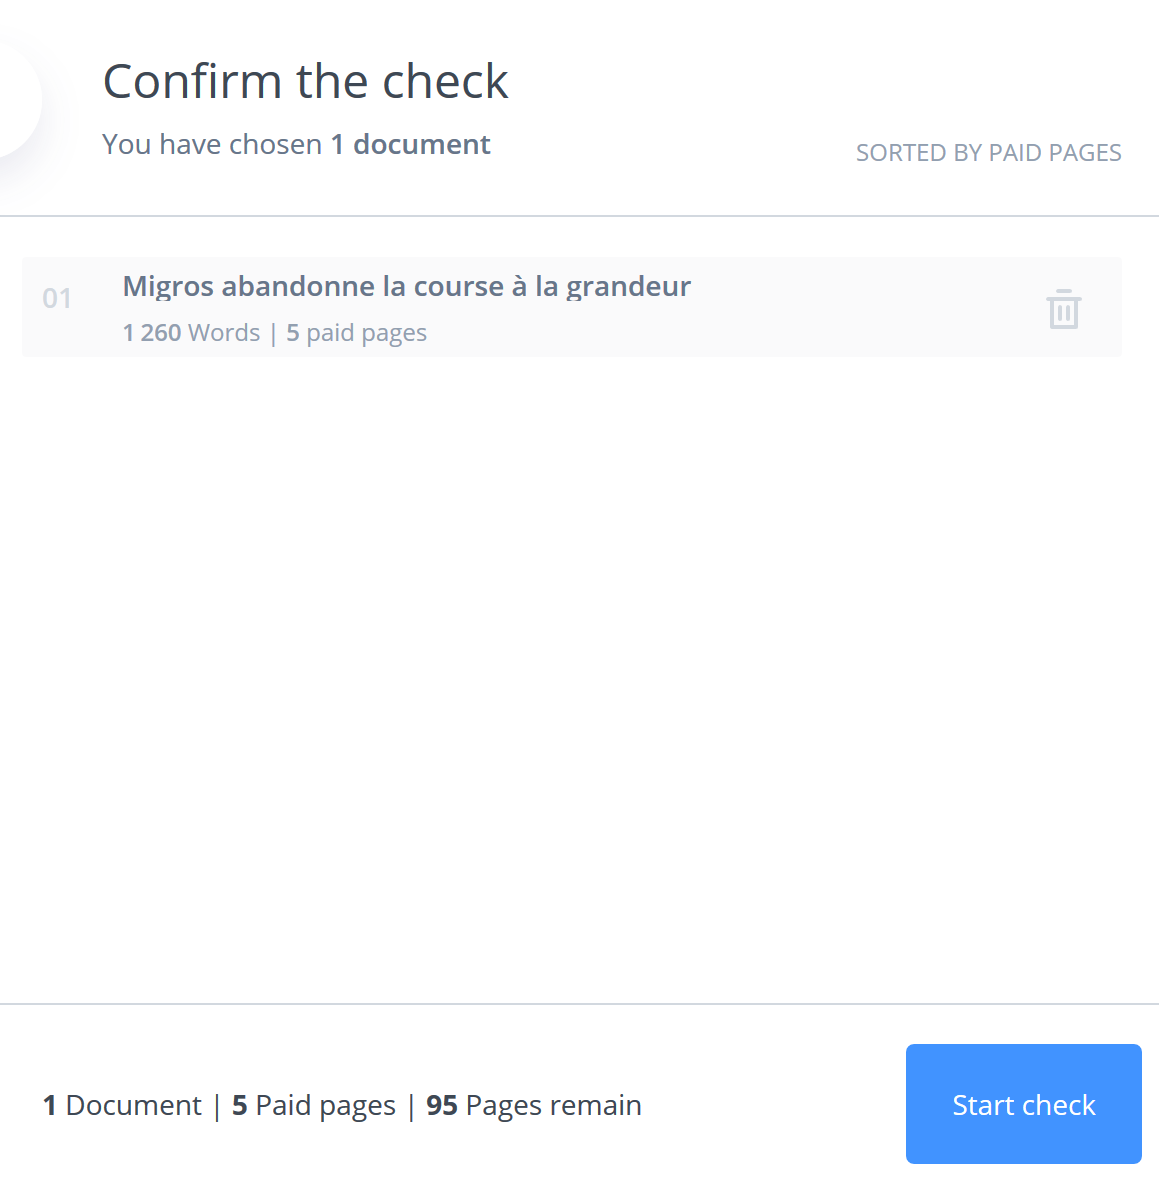 Confirm the check
You have chosen 1 document
SORTED BY PAID PAGES
01
Migros abandonne la course à la grandeur
1 260 Words | 5 paid pages
1 Document | 5 Paid pages | 95 Pages remain
Start check